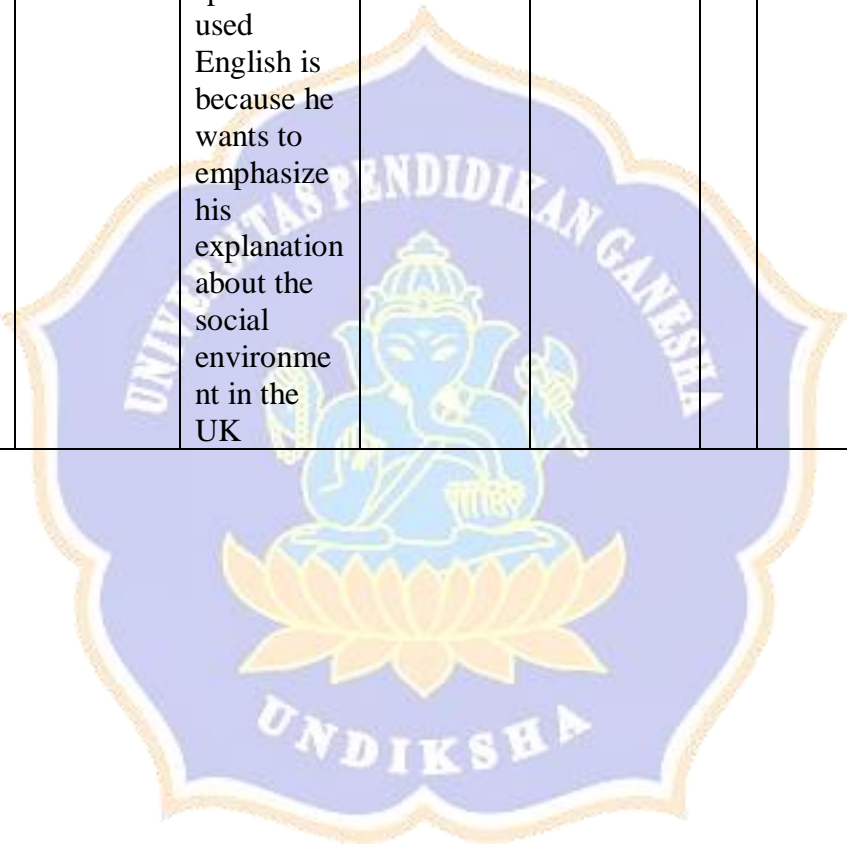 used
English is
because he
wants to
emphasize
his
explanation
about the
social
environme
nt in the
UK
UNIVERSITAS PENDIDIKAN GANESHA
UNDIKSHA